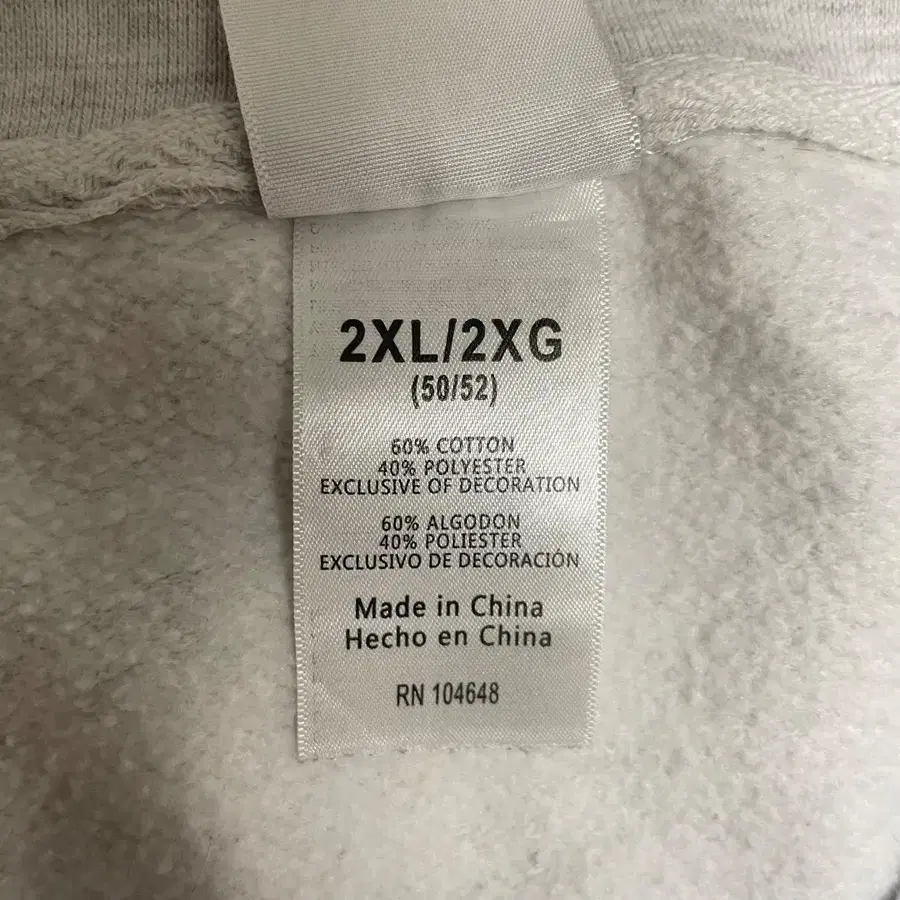 2XL/2XG
(50/52)
60% COTTON
40% POLYESTER
EXCLUSIVE OF DECORATION
60% ALGODON
40% POLIESTER
EXCLUSIVO DE DECORACIÓN
Made in China
Hecho en China
RN 104648